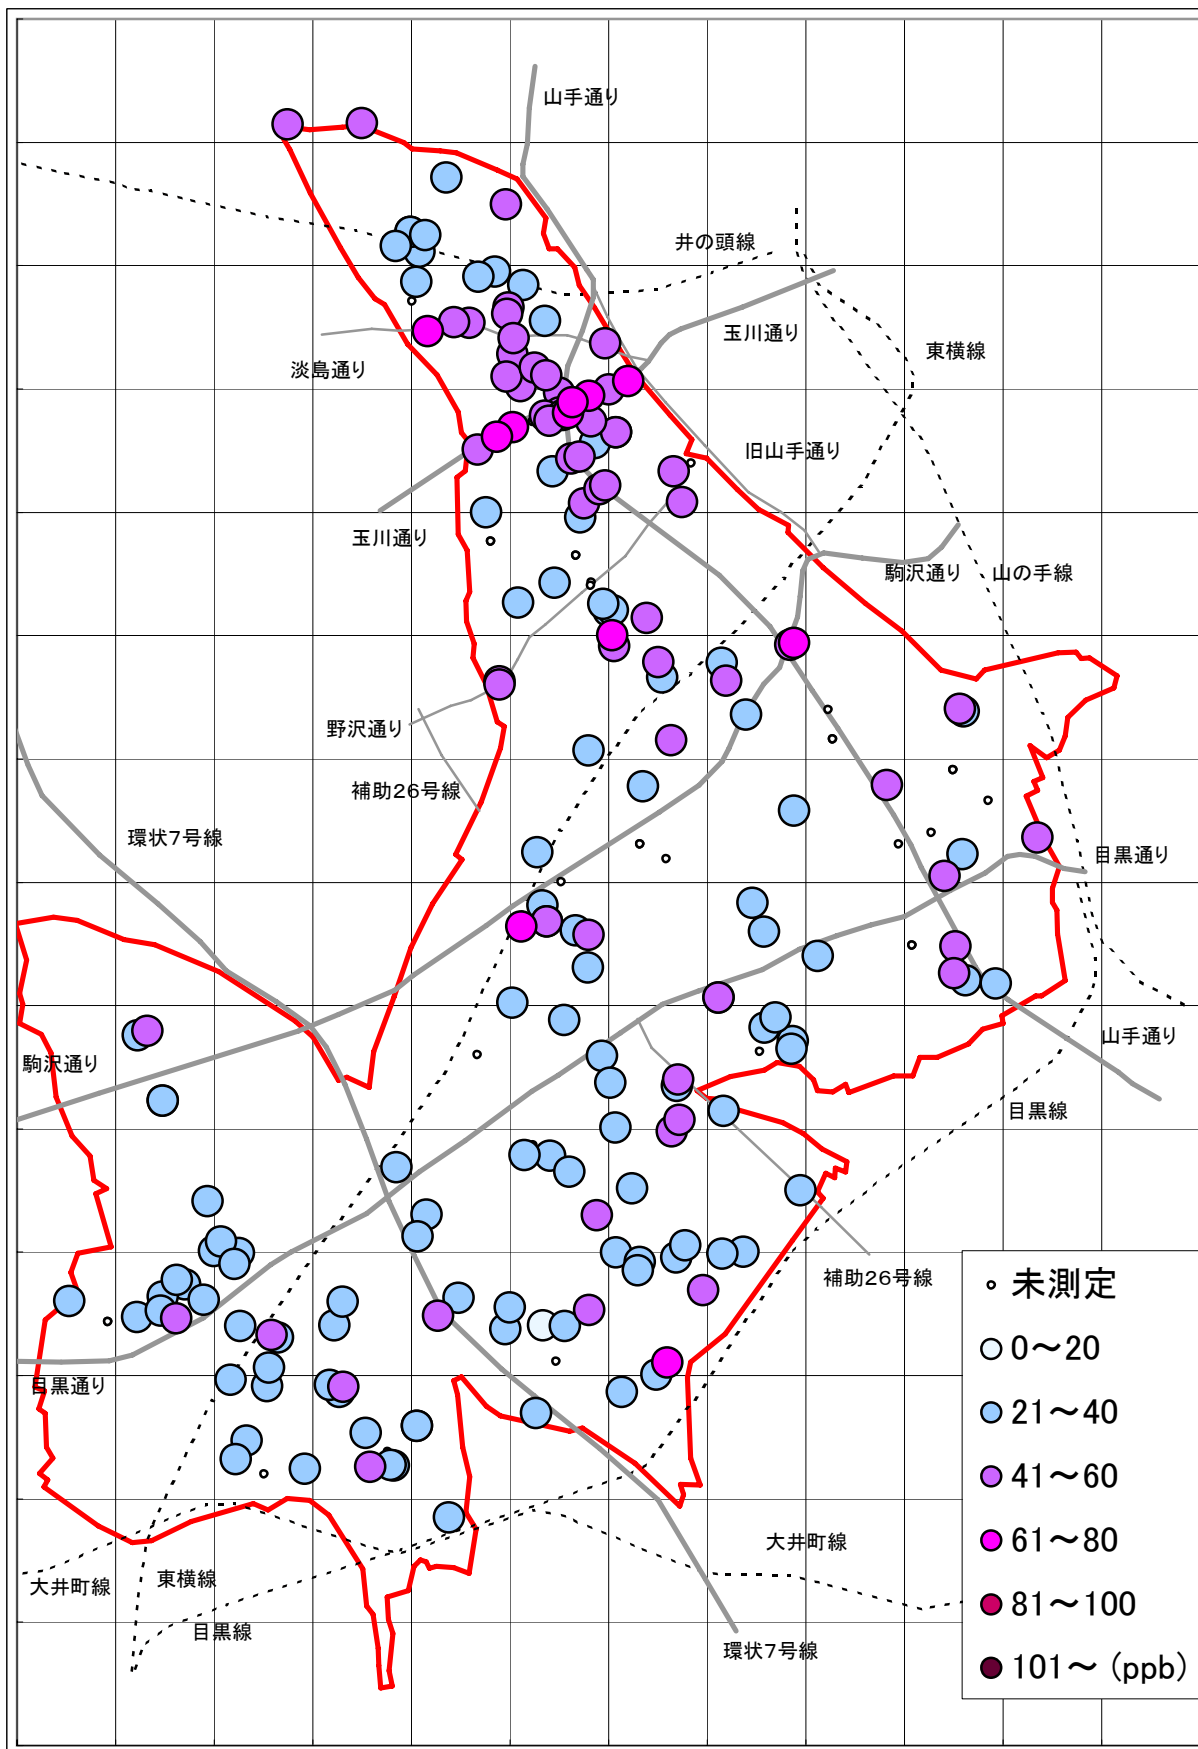 山手通り
井の頭線
玉川通り
東横線
淡島通り
旧山手通り
玉川通り
駒沢通り
山の手線
野沢通り
補助26号線
環状7号線
目黒通り
駒沢通り
山手通り
目黒線
補助26号線
目黒通り
大井町線
東横線
目黒線
大井町線
環状7号線
未測定
0～20
21～40
41～60
61～80
81～100
101～ (ppb)